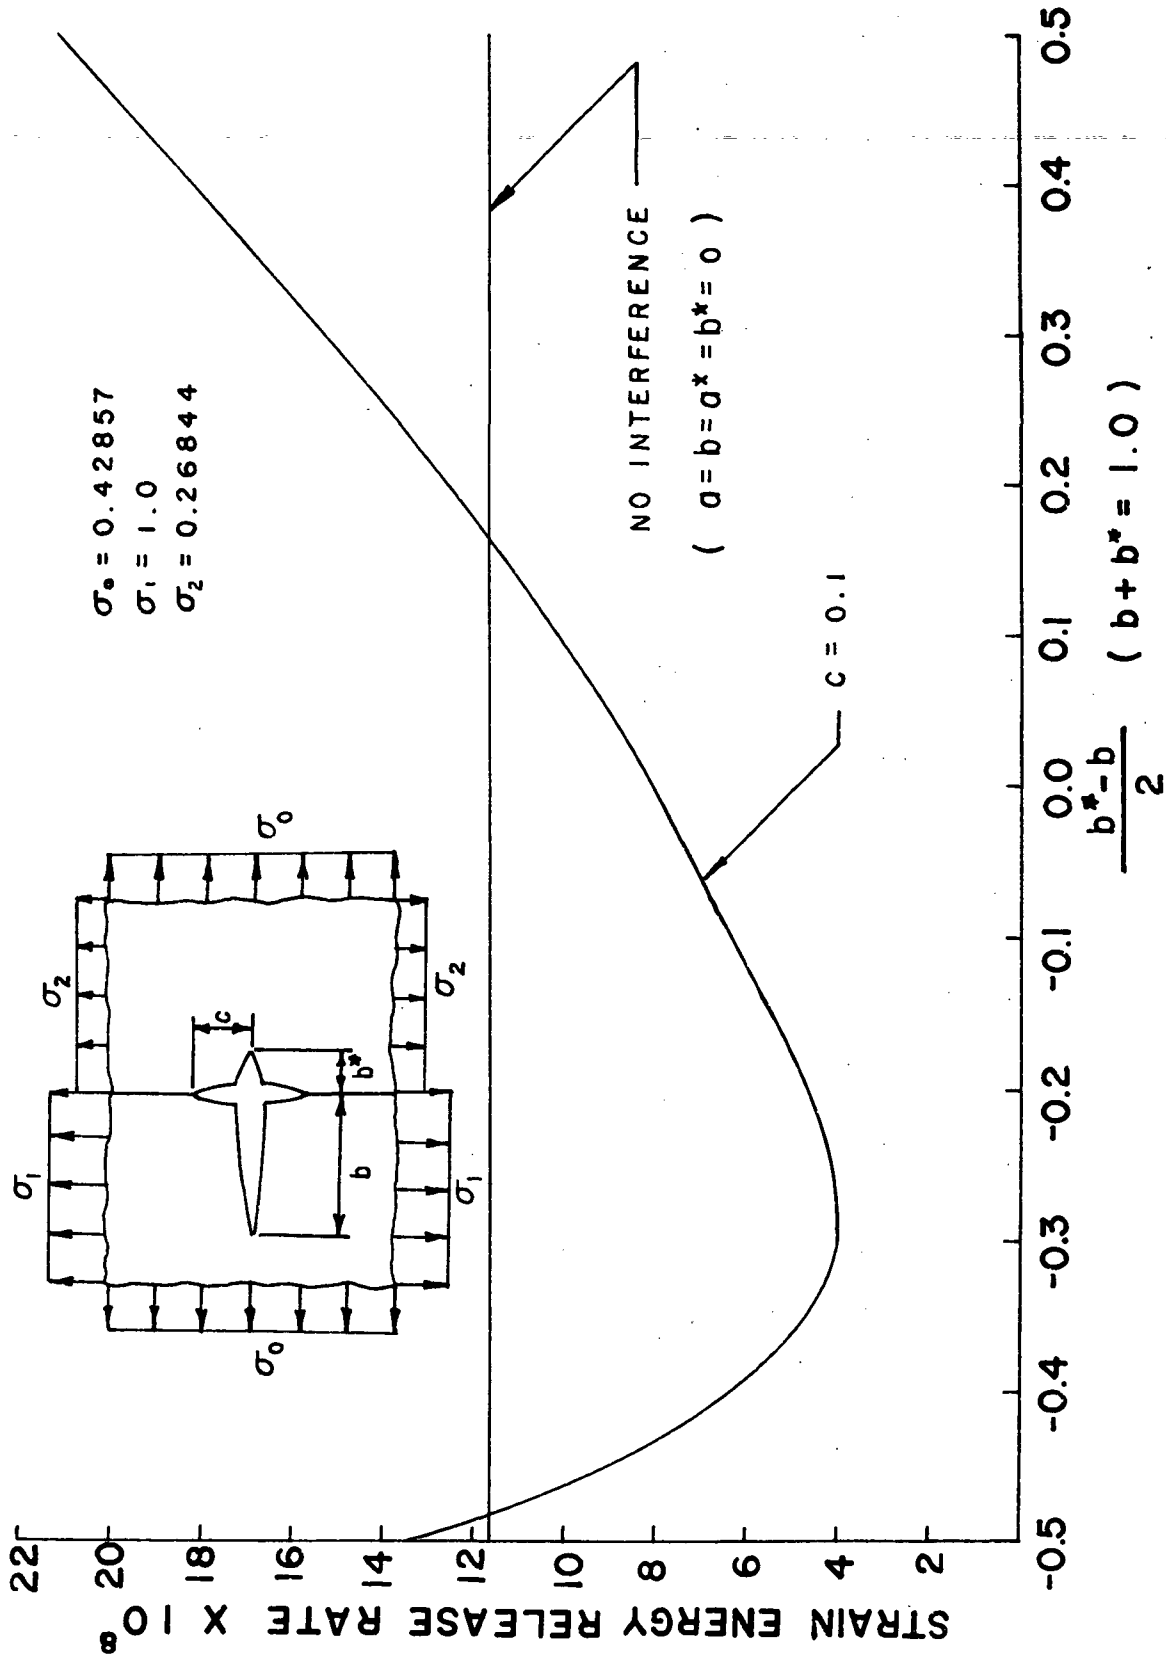 STRAIN ENERGY RELEASE RATE X 10⁸
22
20
18
16
14
12
10
8
6
4
2
σ₁
σ₂
σ₀
σ₀
c
b
b*
σ₁
σ₂
σ₀ = 0.42857
σ₁ = 1.0
σ₂ = 0.26844
NO INTERFERENCE
( a = b = a* = b* = 0 )
c = 0.1
-0.5 -0.4 -0.3 -0.2 -0.1 0.0 0.1 0.2 0.3 0.4 0.5
b* - b
2
( b + b* = 1.0 )